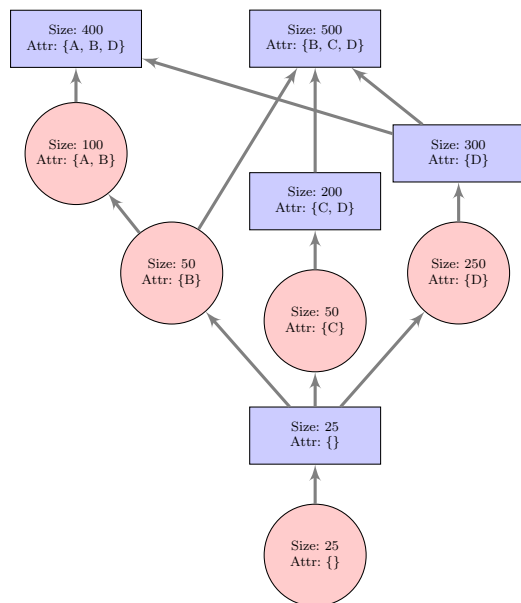 Size: 400
Attr: {A, B, D}
Size: 500
Attr: {B, C, D}
Size: 100
Attr: {A, B}
Size: 300
Attr: {D}
Size: 200
Attr: {C, D}
Size: 50
Attr: {B}
Size: 250
Attr: {D}
Size: 50
Attr: {C}
Size: 25
Attr: {}
Size: 25
Attr: {}